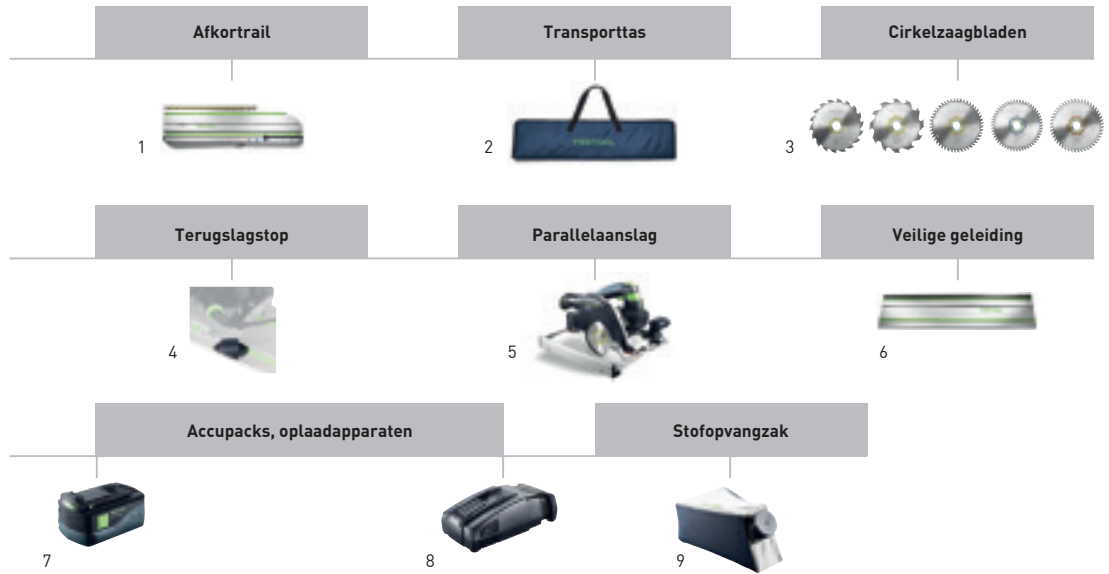 Afkortrail
Transporttas
Cirkelzaagbladen
1
2
3
Terugslagstop
Parallelaanslag
Veilige geleiding
4
5
6
Accupacks, oplaadapparaten
Stofopvangzak
7
8
9